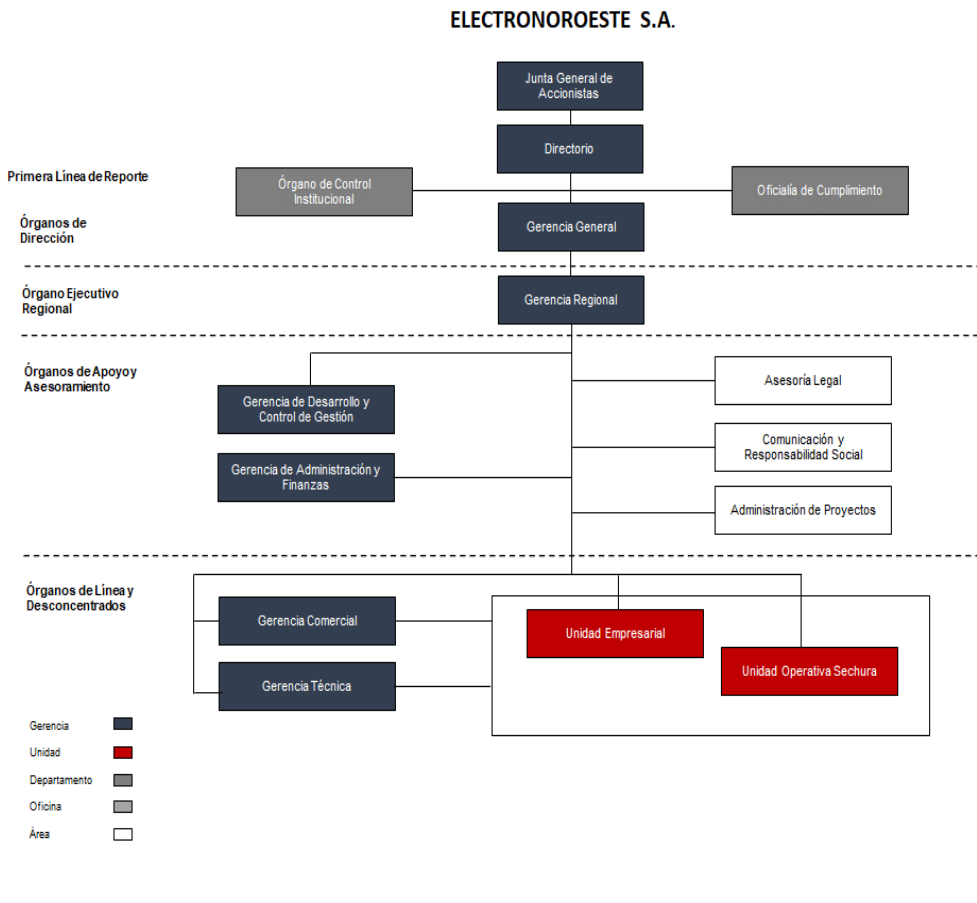 ELECTRONOROESTE S.A.
Junta General de
Accionistas
Directorio
Primera Línea de Reporte
Órgano de Control
Institucional
Oficialía de Cumplimiento
Órganos de
Dirección
Gerencia General
Órgano Ejecutivo
Regional
Gerencia Regional
Órganos de Apoyo y
Asesoramiento
Asesoría Legal
Gerencia de Desarrollo y
Control de Gestión
Comunicación y
Responsabilidad Social
Gerencia de Administración y
Finanzas
Administración de Proyectos
Órganos de Línea y
Desconcentrados
Gerencia Comercial
Unidad Empresarial
Unidad Operativa Sechura
Gerencia Técnica
Gerencia
Unidad
Departamento
Oficina
Área